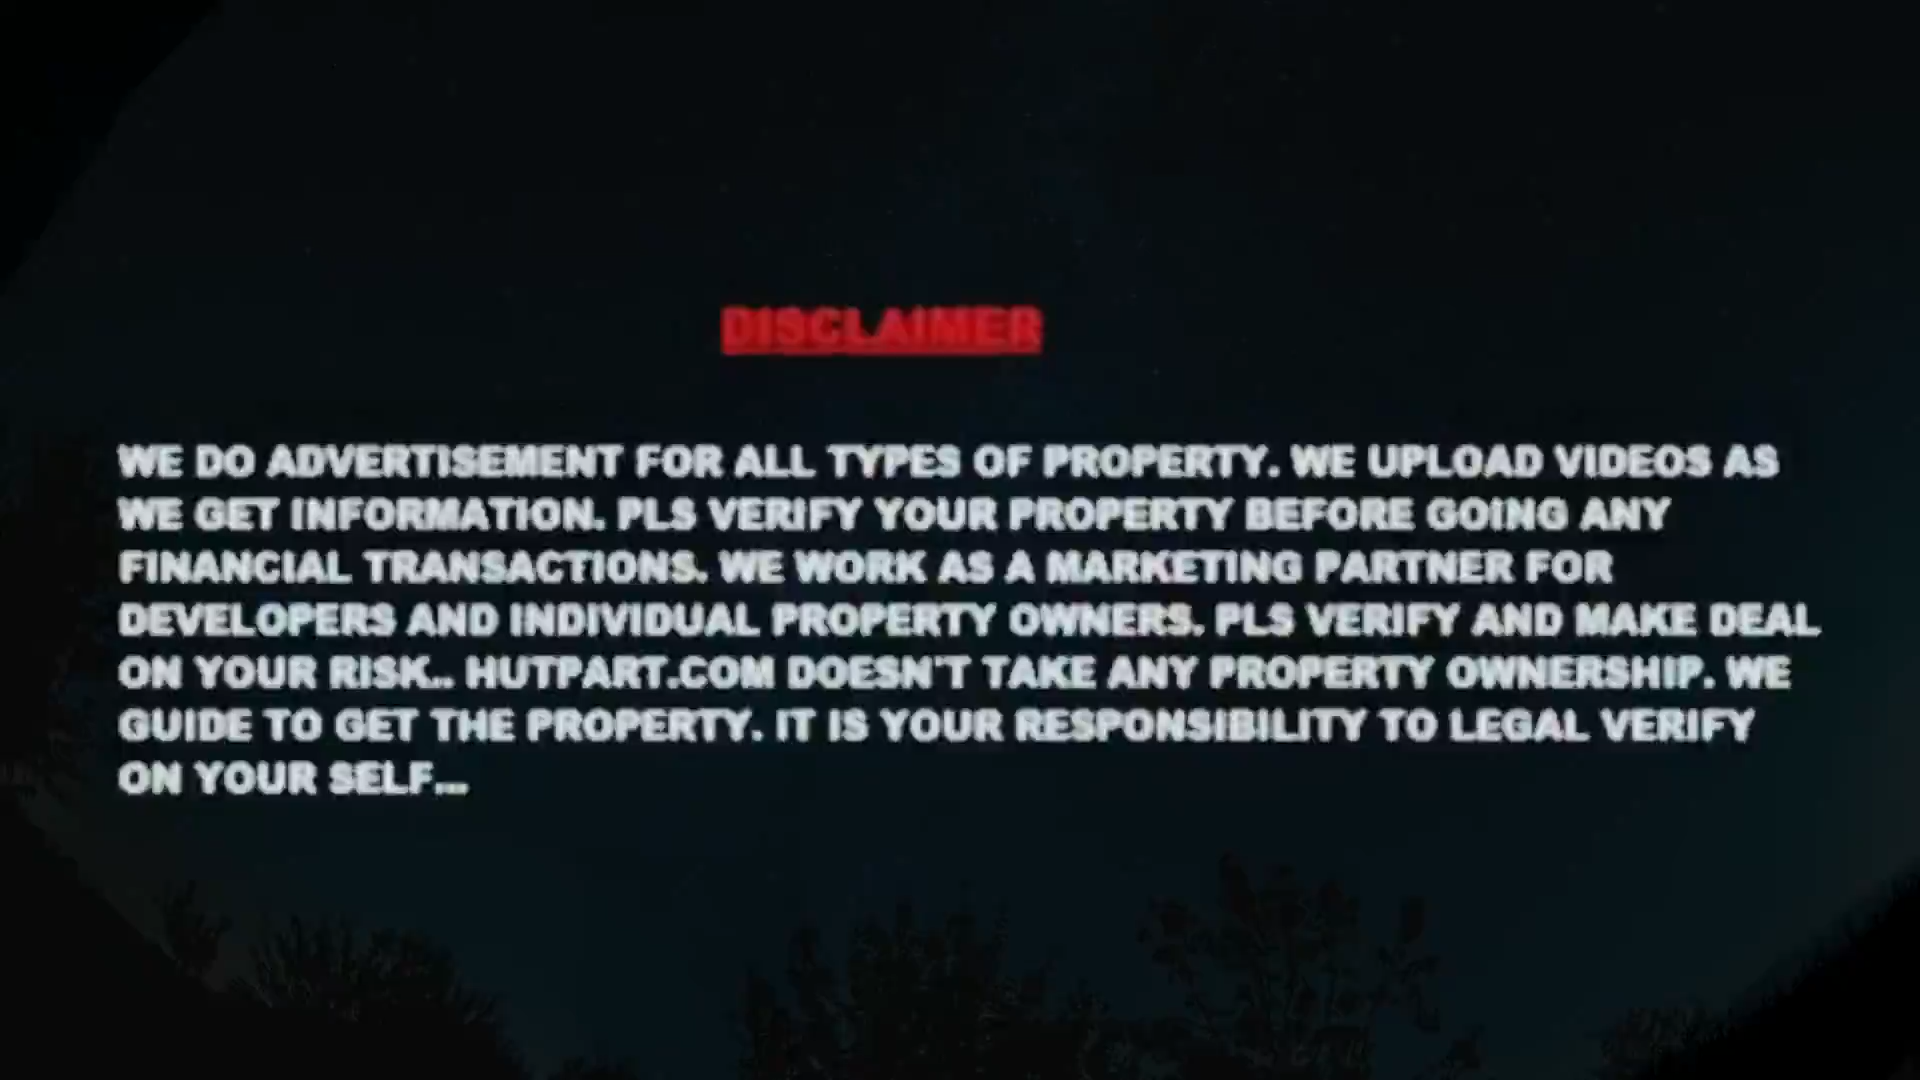 DISCLAIMER
WE DO ADVERTISEMENT FOR ALL TYPES OF PROPERTY. WE UPLOAD VIDEOS AS
WE GET INFORMATION. PLS VERIFY YOUR PROPERTY BEFORE GOING ANY
FINANCIAL TRANSACTIONS. WE WORK AS A MARKETING PARTNER FOR
DEVELOPERS AND INDIVIDUAL PROPERTY OWNERS. PLS VERIFY AND MAKE DEAL
ON YOUR RISK.. HUTPART.COM DOESN'T TAKE ANY PROPERTY OWNERSHIP. WE
GUIDE TO GET THE PROPERTY. IT IS YOUR RESPONSIBILITY TO LEGAL VERIFY
ON YOUR SELF...